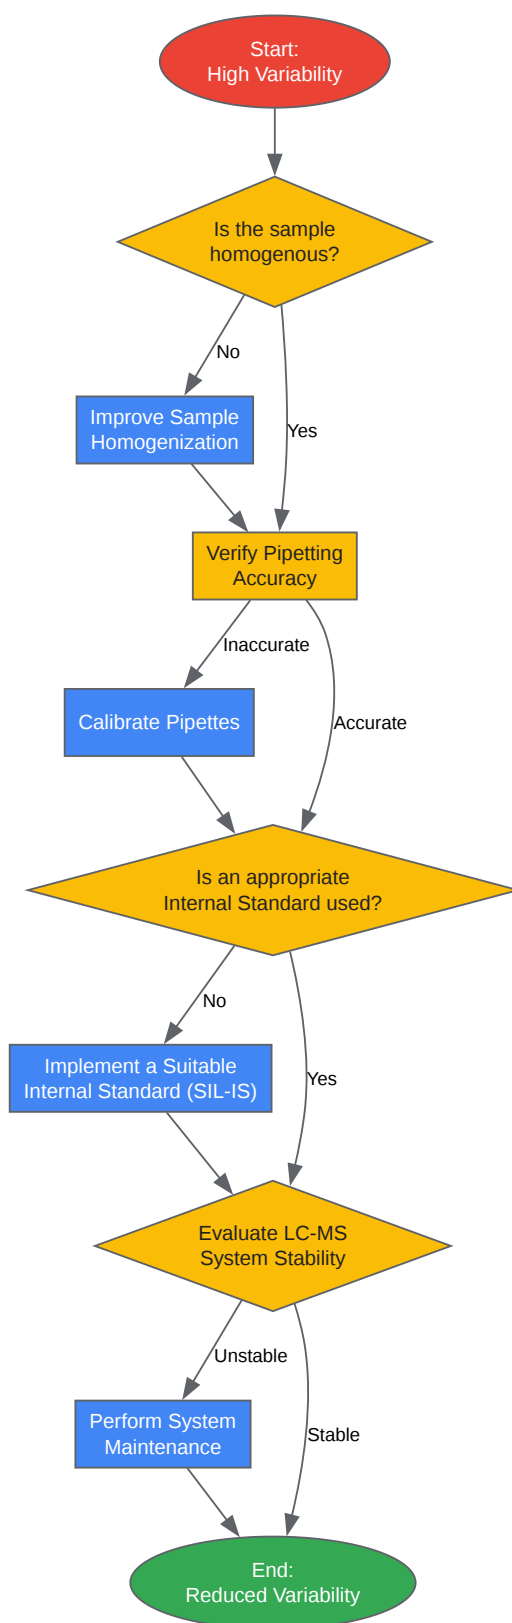 Start:
High Variability
Is the sample
homogenous?
No
Yes
Improve Sample
Homogenization
Verify Pipetting
Accuracy
Inaccurate
Accurate
Calibrate Pipettes
Is an appropriate
Internal Standard used?
No
Yes
Implement a Suitable
Internal Standard (SIL-IS)
Evaluate LC-MS
System Stability
Unstable
Stable
Perform System
Maintenance
End:
Reduced Variability